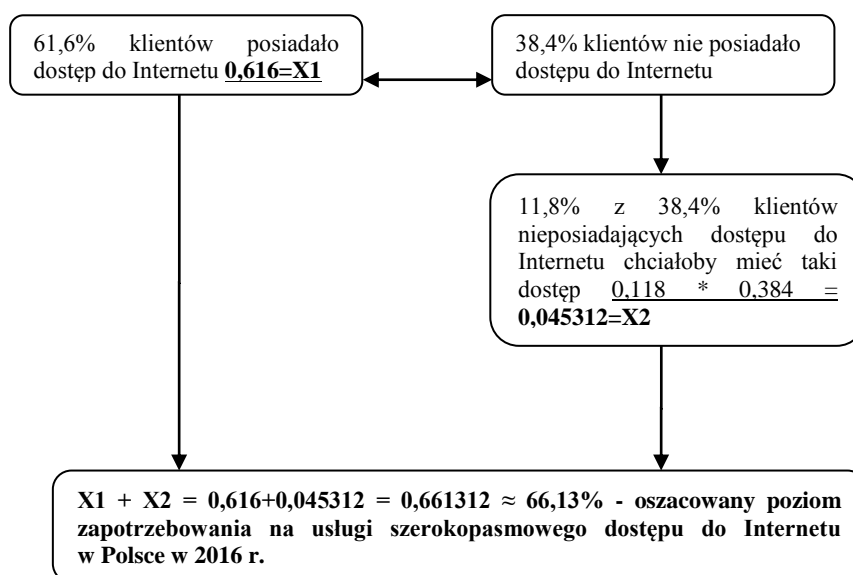 61,6% klientów posiadało
dostęp do Internetu 0,616=X1
38,4% klientów nie posiadało
dostępu do Internetu
11,8% z 38,4% klientów
nieposiadających dostępu do
Internetu chciałoby mieć taki
dostęp 0,118 * 0,384 =
0,045312=X2
X1 + X2 = 0,616+0,045312 = 0,661312 ≈ 66,13% - oszacowany poziom
zapotrzebowania na usługi szerokopasmowego dostępu do Internetu
w Polsce w 2016 r.